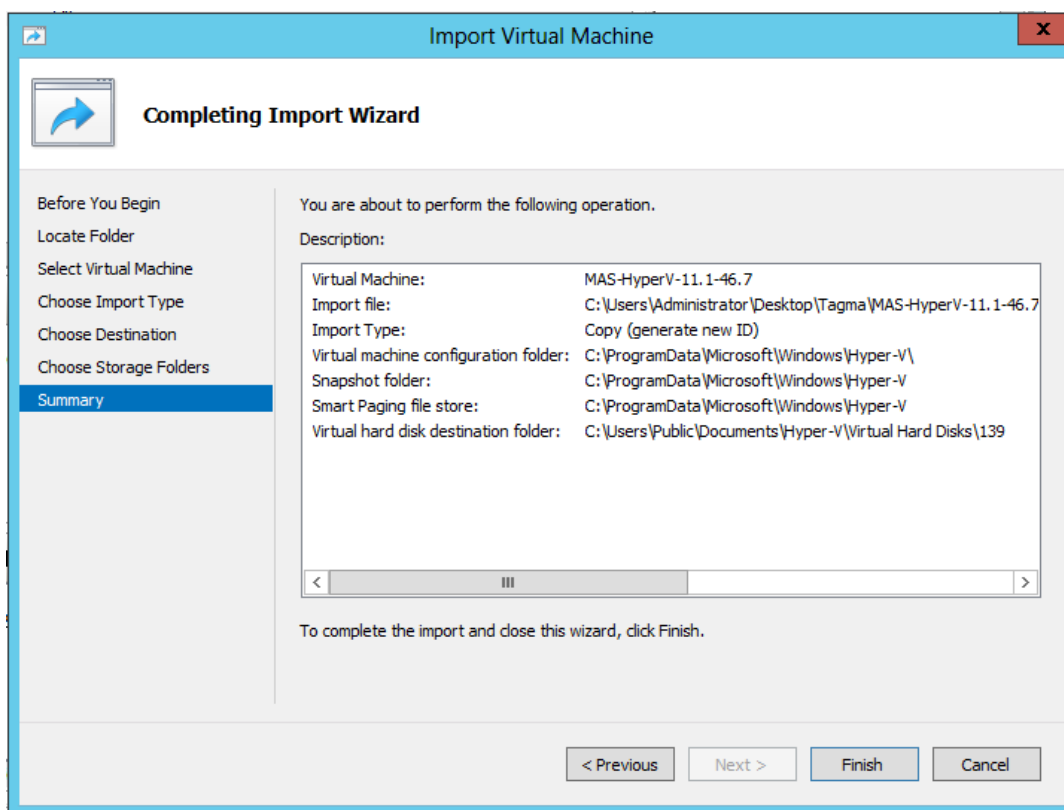 Import Virtual Machine
x
Completing Import Wizard
Before You Begin
Locate Folder
Select Virtual Machine
Choose Import Type
Choose Destination
Choose Storage Folders
Summary
You are about to perform the following operation.
Description:
Virtual Machine: MAS-HyperV-11.1-46.7
Import file: C:\Users\Administrator\Desktop\Tagma\MAS-HyperV-11.1-46.7
Import Type: Copy (generate new ID)
Virtual machine configuration folder: C:\ProgramData\Microsoft\Windows\Hyper-V\
Snapshot folder: C:\ProgramData\Microsoft\Windows\Hyper-V
Smart Paging file store: C:\ProgramData\Microsoft\Windows\Hyper-V
Virtual hard disk destination folder: C:\Users\Public\Documents\Hyper-V\Virtual Hard Disks\139
To complete the import and close this wizard, click Finish.
< Previous Next > Finish Cancel